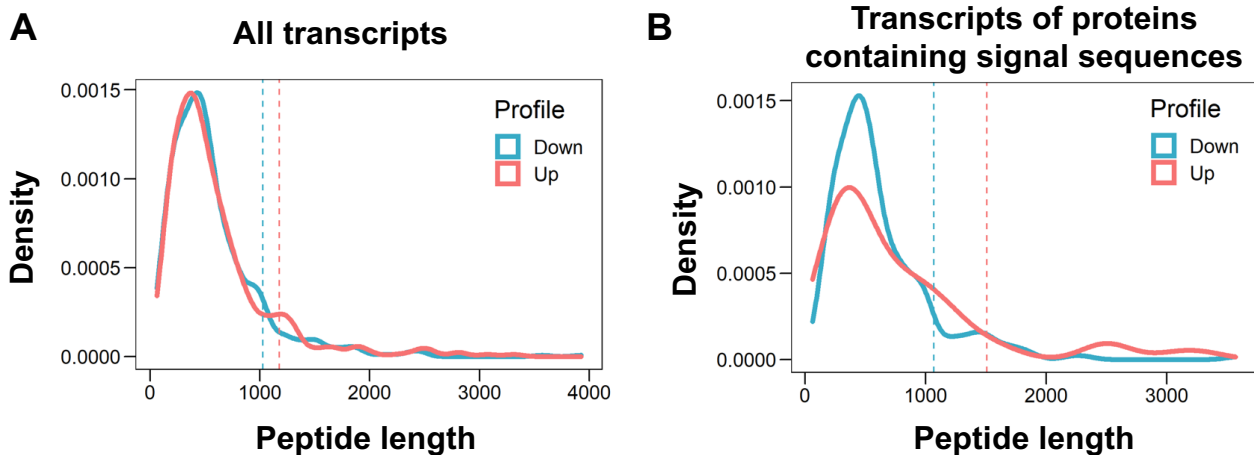 A
All transcripts
Density
0.0015
0.0010
0.0005
0.0000
Profile
Down
Up
0
1000
2000
3000
4000
Peptide length
B
Transcripts of proteins
containing signal sequences
Density
0.0015
0.0010
0.0005
0.0000
Profile
Down
Up
0
1000
2000
3000
Peptide length